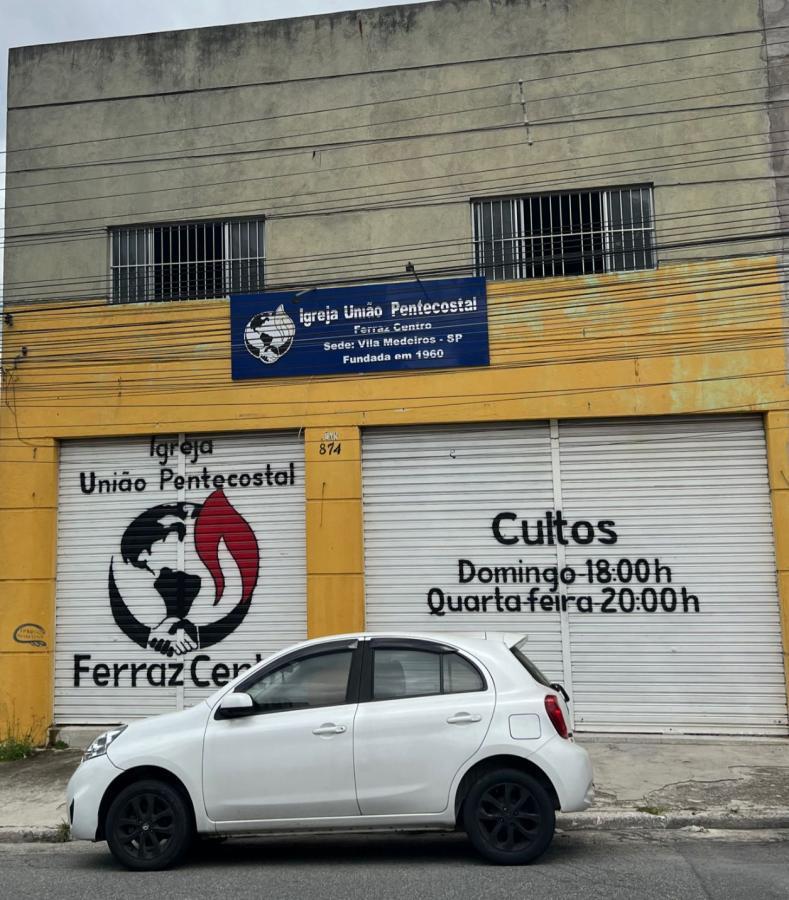 Igreja União Pentecostal
Ferraz Centro
Sede: Vila Medeiros - SP
Fundada em 1960
874
Igreja
União Pentecostal
Ferraz Cent
Cultos
Domingo-18:00h
Quarta feira-20:00h